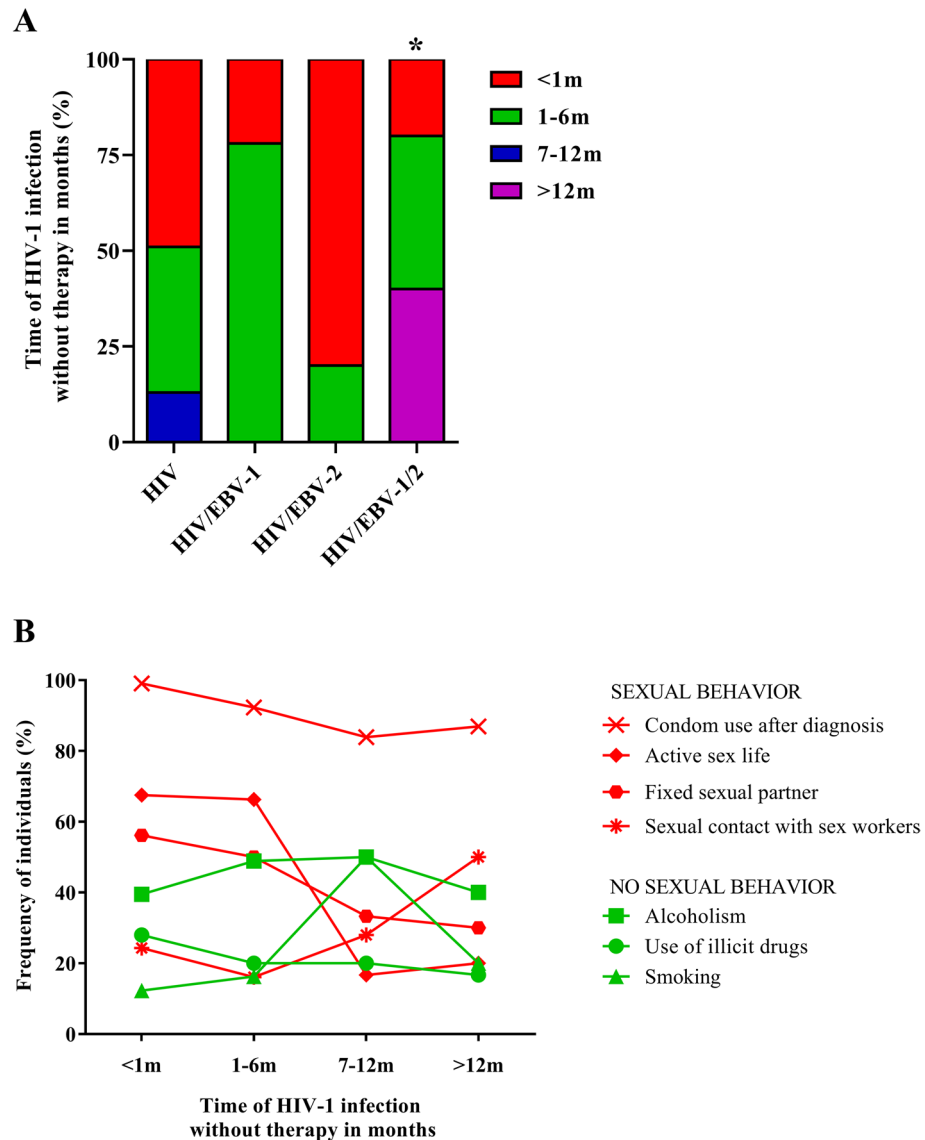 A
*
Time of HIV-1 infection
without therapy in months (%)
100
75
50
25
0
HIV
HIV/EBV-1
HIV/EBV-2
HIV/EBV-1/2
<1m
1-6m
7-12m
>12m
B
Frequency of individuals (%)
100
80
60
40
20
0
<1m
1-6m
7-12m
>12m
Time of HIV-1 infection
without therapy in months
SEXUAL BEHAVIOR
Condom use after diagnosis
Active sex life
Fixed sexual partner
Sexual contact with sex workers
NO SEXUAL BEHAVIOR
Alcoholism
Use of illicit drugs
Smoking